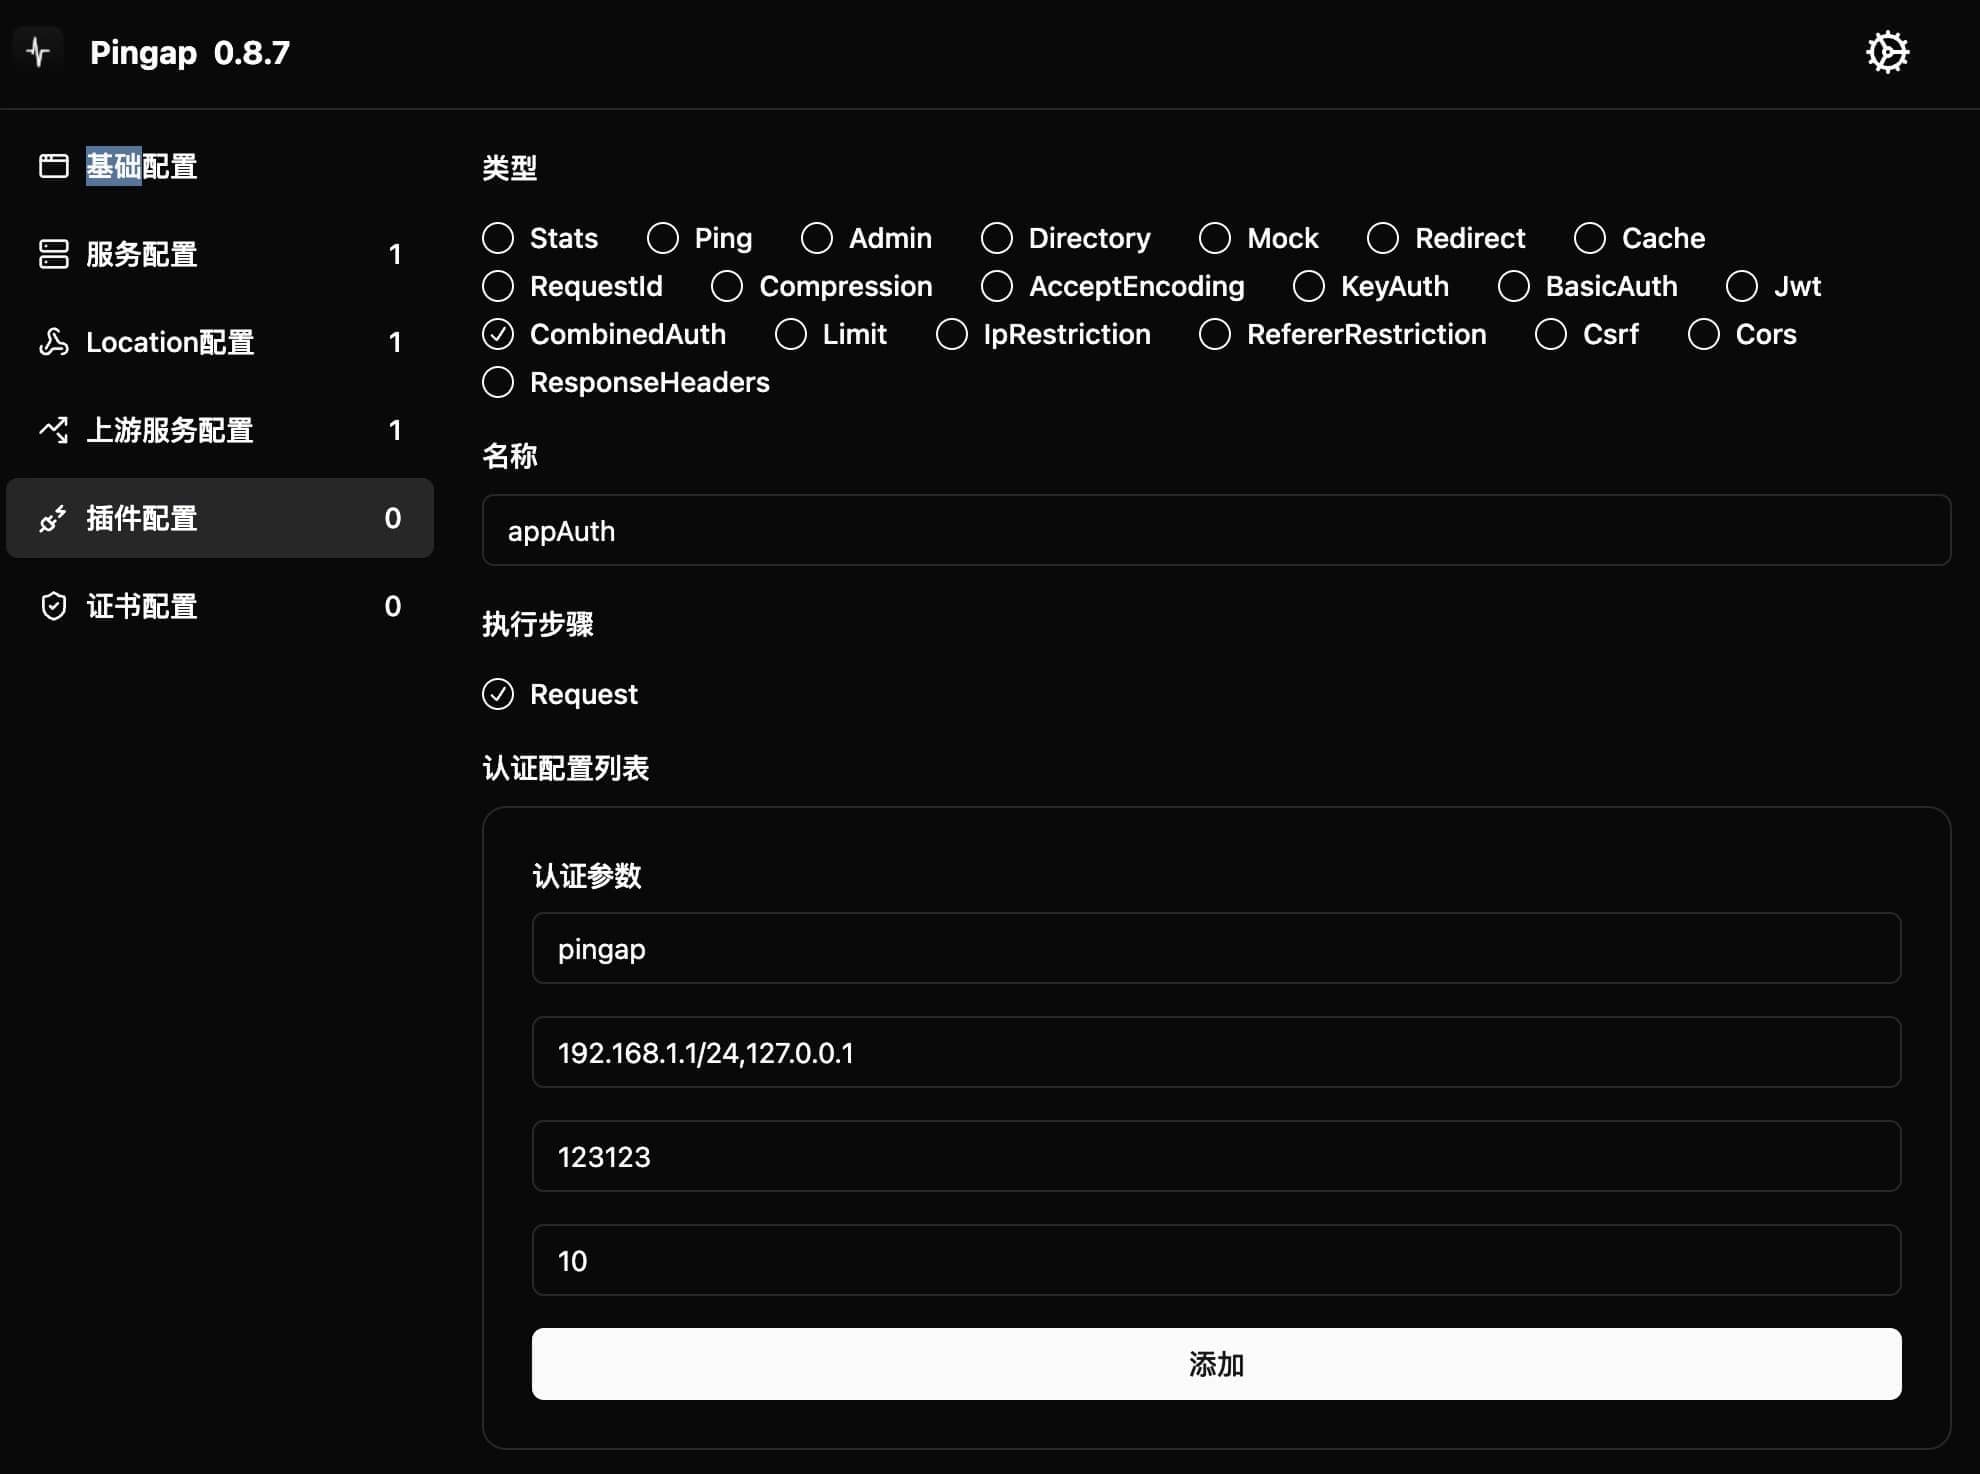 Pingap 0.8.7
基础配置
服务配置 1
Location配置 1
上游服务配置 1
插件配置 0
证书配置 0
类型
Stats Ping Admin Directory Mock Redirect Cache
RequestId Compression AcceptEncoding KeyAuth BasicAuth Jwt
CombinedAuth Limit IpRestriction RefererRestriction Csrf Cors
ResponseHeaders
名称
appAuth
执行步骤
Request
认证配置列表
认证参数
pingap
192.168.1.1/24,127.0.0.1
123123
10
添加